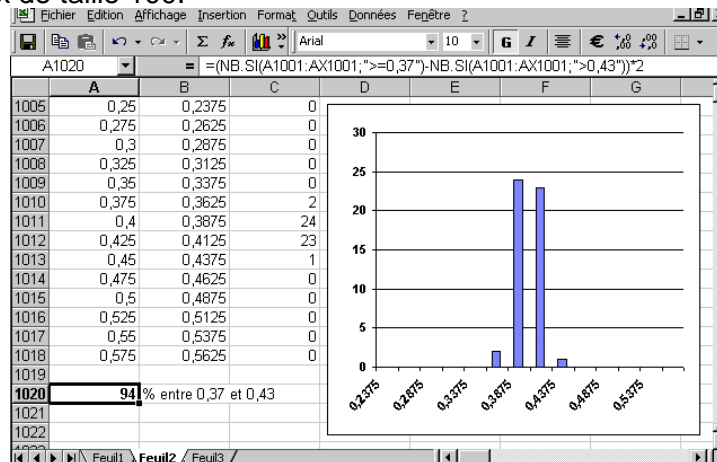 x de taille 100.
Fichier Edition Affichage Insertion Format Outils Données Fenêtre ?
Arial 10 G I €
A1020 = =(NB.SI(A1001:AX1001;">=0,37")-NB.SI(A1001:AX1001;">0,43"))*2
A B C D E F G
1005 0,25 0,2375 0
1006 0,275 0,2625 0
1007 0,3 0,2875 0
1008 0,325 0,3125 0
1009 0,35 0,3375 0
1010 0,375 0,3625 2
1011 0,4 0,3875 24
1012 0,425 0,4125 23
1013 0,45 0,4375 1
1014 0,475 0,4625 0
1015 0,5 0,4875 0
1016 0,525 0,5125 0
1017 0,55 0,5375 0
1018 0,575 0,5625 0
1019
1020 94 % entre 0,37 et 0,43
1021
1022
30
25
20
15
10
5
0
0,2375 0,2875 0,3375 0,3875 0,4375 0,4875 0,5375
Feuil1 Feuil2 Feuil3